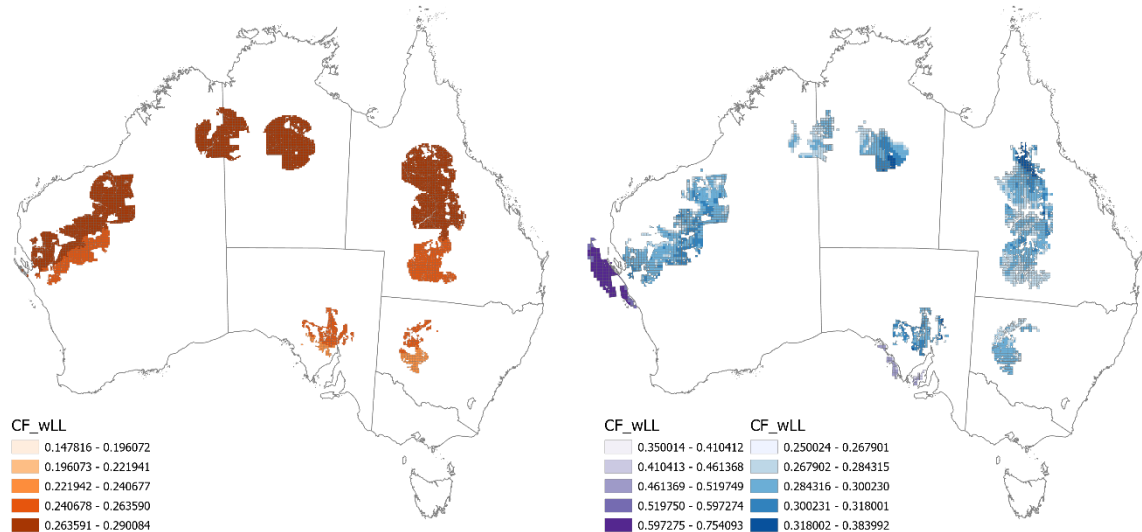 CF_wLL
0.147816 - 0.196072
0.196073 - 0.221941
0.221942 - 0.240677
0.240678 - 0.263590
0.263591 - 0.290084
CF_wLL
0.350014 - 0.410412
0.410413 - 0.461368
0.461369 - 0.519749
0.519750 - 0.597274
0.597275 - 0.754093
CF_wLL
0.250024 - 0.267901
0.267902 - 0.284315
0.284316 - 0.300230
0.300231 - 0.318001
0.318002 - 0.383992